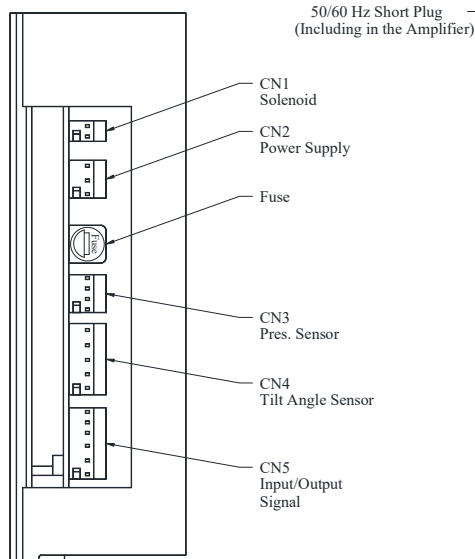 50/60 Hz Short Plug
(Including in the Amplifier)
CN1
Solenoid
CN2
Power Supply
Fuse
Fuse
CN3
Pres. Sensor
CN4
Tilt Angle Sensor
CN5
Input/Output
Signal